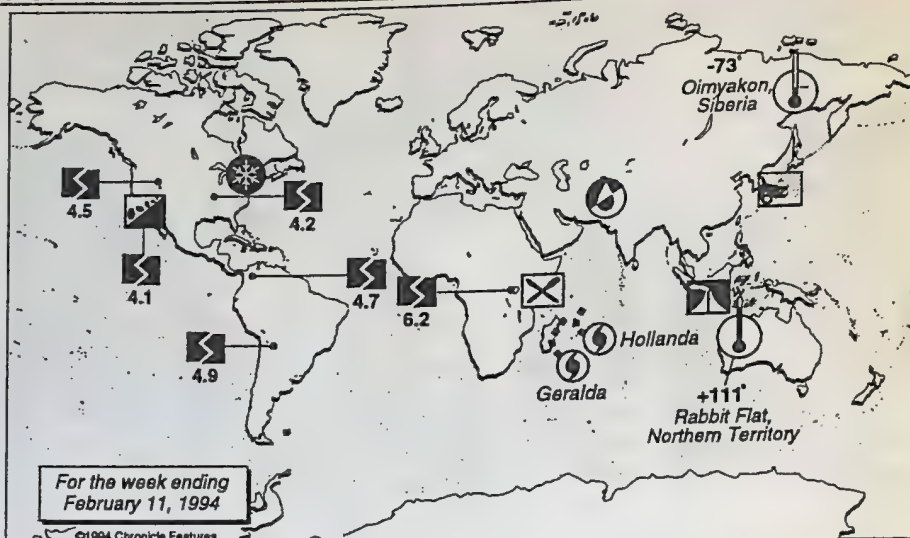 -73°
Oimyakon,
Siberia
4.5
4.2
4.1
4.7
6.2
4.9
Hollanda
Geralda
+111°
Rabbit Flat,
Northern Territory
For the week ending
February 11, 1994
©1994 Chronicle Features